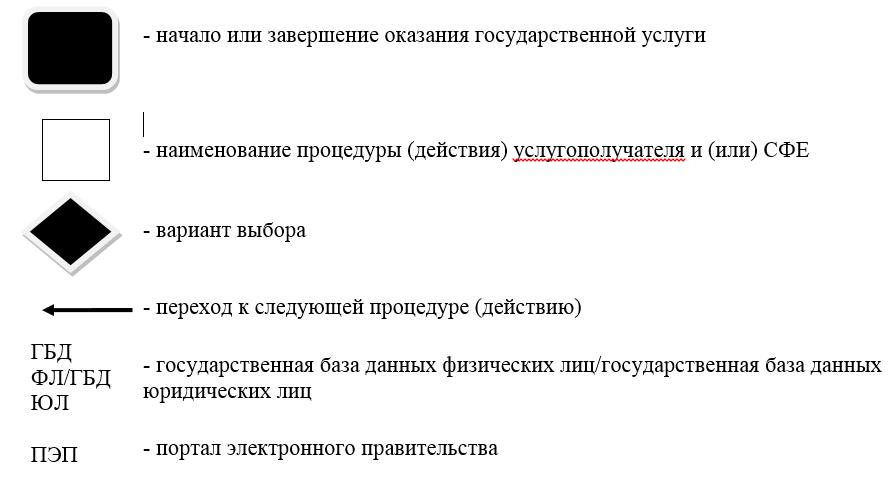 - начало или завершение оказания государственной услуги
- наименование процедуры (действия) услугополучателя и (или) СФЕ
- вариант выбора
- переход к следующей процедуре (действию)
ГБД
ФЛ/ГБД
ЮЛ
- государственная база данных физических лиц/государственная база данных
юридических лиц
ПЭП
- портал электронного правительства